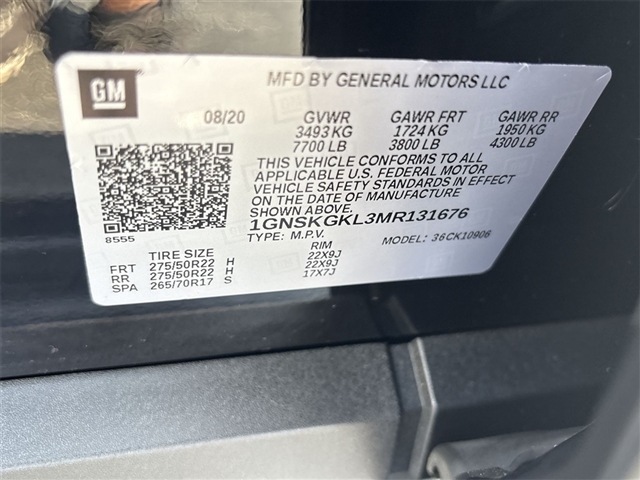 GM
MFD BY GENERAL MOTORS LLC
08/20 GVWR GAWR FRT GAWR RR
3493 KG 1724 KG 1950 KG
7700 LB 3800 LB 4300 LB
THIS VEHICLE CONFORMS TO ALL
APPLICABLE U.S. FEDERAL MOTOR
VEHICLE SAFETY STANDARDS IN EFFECT
ON THE DATE OF MANUFACTURE
SHOWN ABOVE.
1GNSKGKL3MR131676
8555
TYPE: M.P.V. MODEL: 36CK10906
TIRE SIZE RIM
FRT 275/50R22 H 22X9J
RR 275/50R22 H 22X9J
SPA 265/70R17 S 17X7J